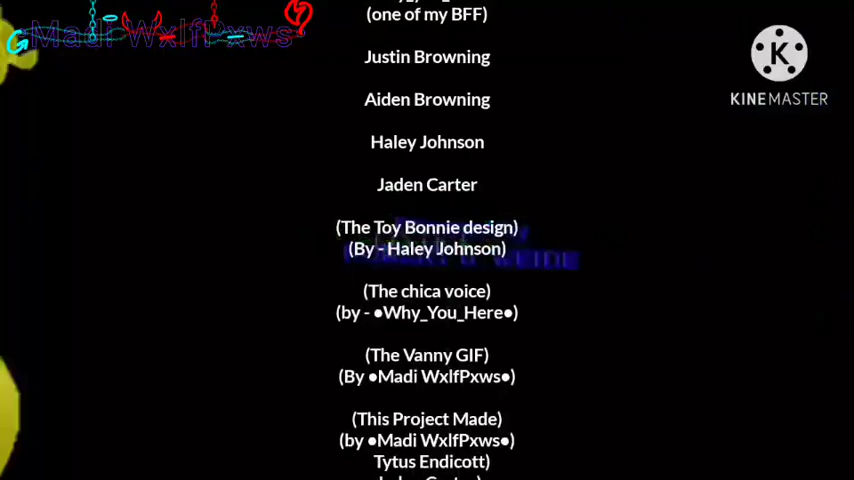 (one of my BFF)
Madi WxlfPxws
K
KINEMASTER
Justin Browning
Aiden Browning
Haley Johnson
Jaden Carter
(The Toy Bonnie design)
(By - Haley Johnson)
WEIDE
(The chica voice)
(by - •Why_You_Here•)
(The Vanny GIF)
(By •Madi WxlfPxws•)
(This Project Made)
(by •Madi WxlfPxws•)
Tytus Endicott)